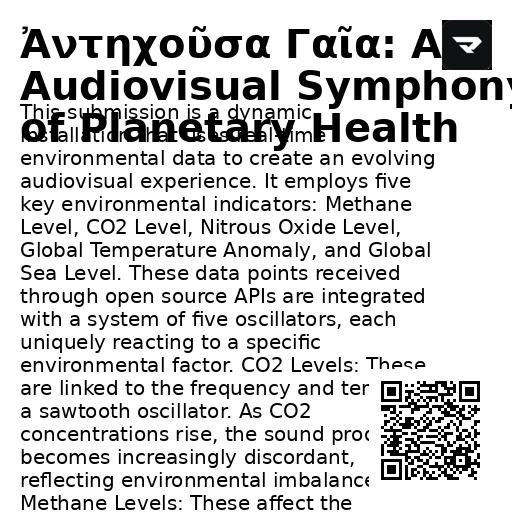 Ἀντηχοῦσα Γαῖα: A
Audiovisual Symphony
of Planetary Health
This submission is a dynamic
installation that uses real-time
environmental data to create an evolving
audiovisual experience. It employs five
key environmental indicators: Methane
Level, CO2 Level, Nitrous Oxide Level,
Global Temperature Anomaly, and Global
Sea Level. These data points received
through open source APIs are integrated
with a system of five oscillators, each
uniquely reacting to a specific
environmental factor. CO2 Levels: These
are linked to the frequency and
a sawtooth oscillator. As CO2
concentrations rise, the sound
becomes increasingly discordant,
reflecting environmental imbalance
Methane Levels: These affect the